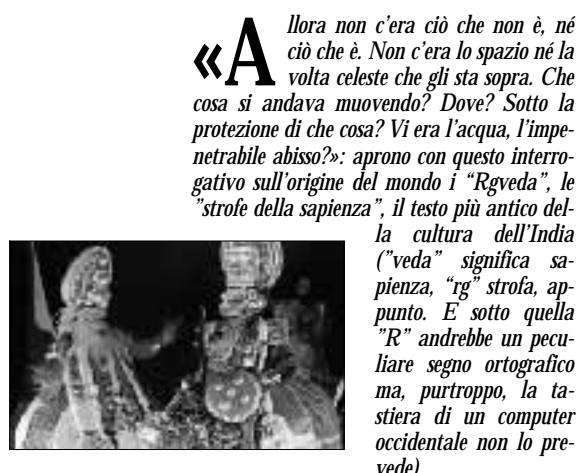 «Allora non c'era ciò che non è, né
ciò che è. Non c'era lo spazio né la
volta celeste che gli sta sopra. Che
cosa si andava muovendo? Dove? Sotto la
protezione di che cosa? Vi era l'acqua, l'impe-
netrabile abisso?»: aprono con questo interro-
gativo sull'origine del mondo i “Rgveda”, le
”strofe della sapienza”, il testo più antico del-
la cultura dell'India
(”veda” significa sa-
pienza, “rg” strofa, ap-
punto. E sotto quella
”R” andrebbe un pecu-
liare segno ortografico
ma, purtroppo, la ta-
stiera di un computer
occidentale non lo pre-
vede)